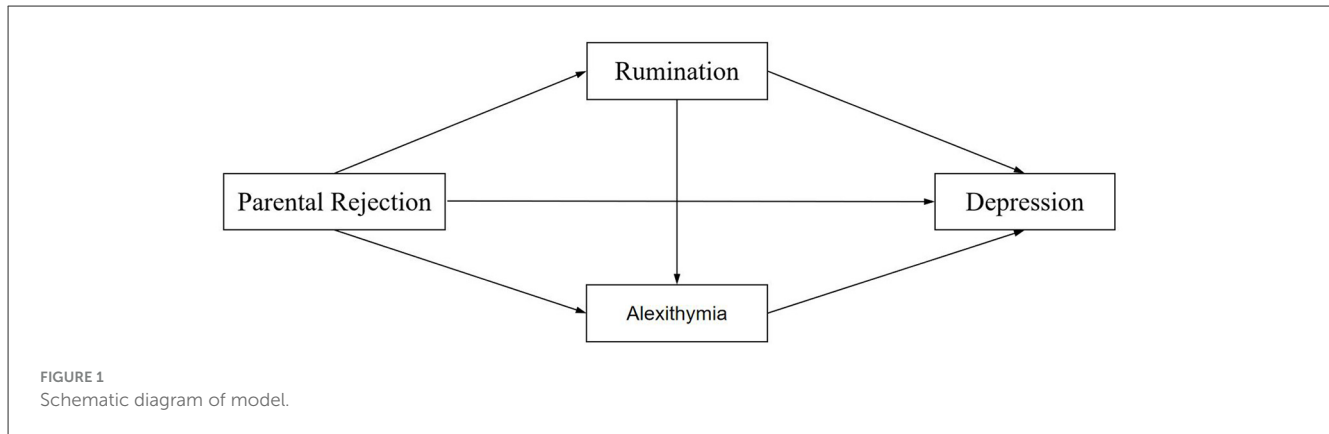 Rumination
Parental Rejection
Depression
Alexithymia
FIGURE 1
Schematic diagram of model.